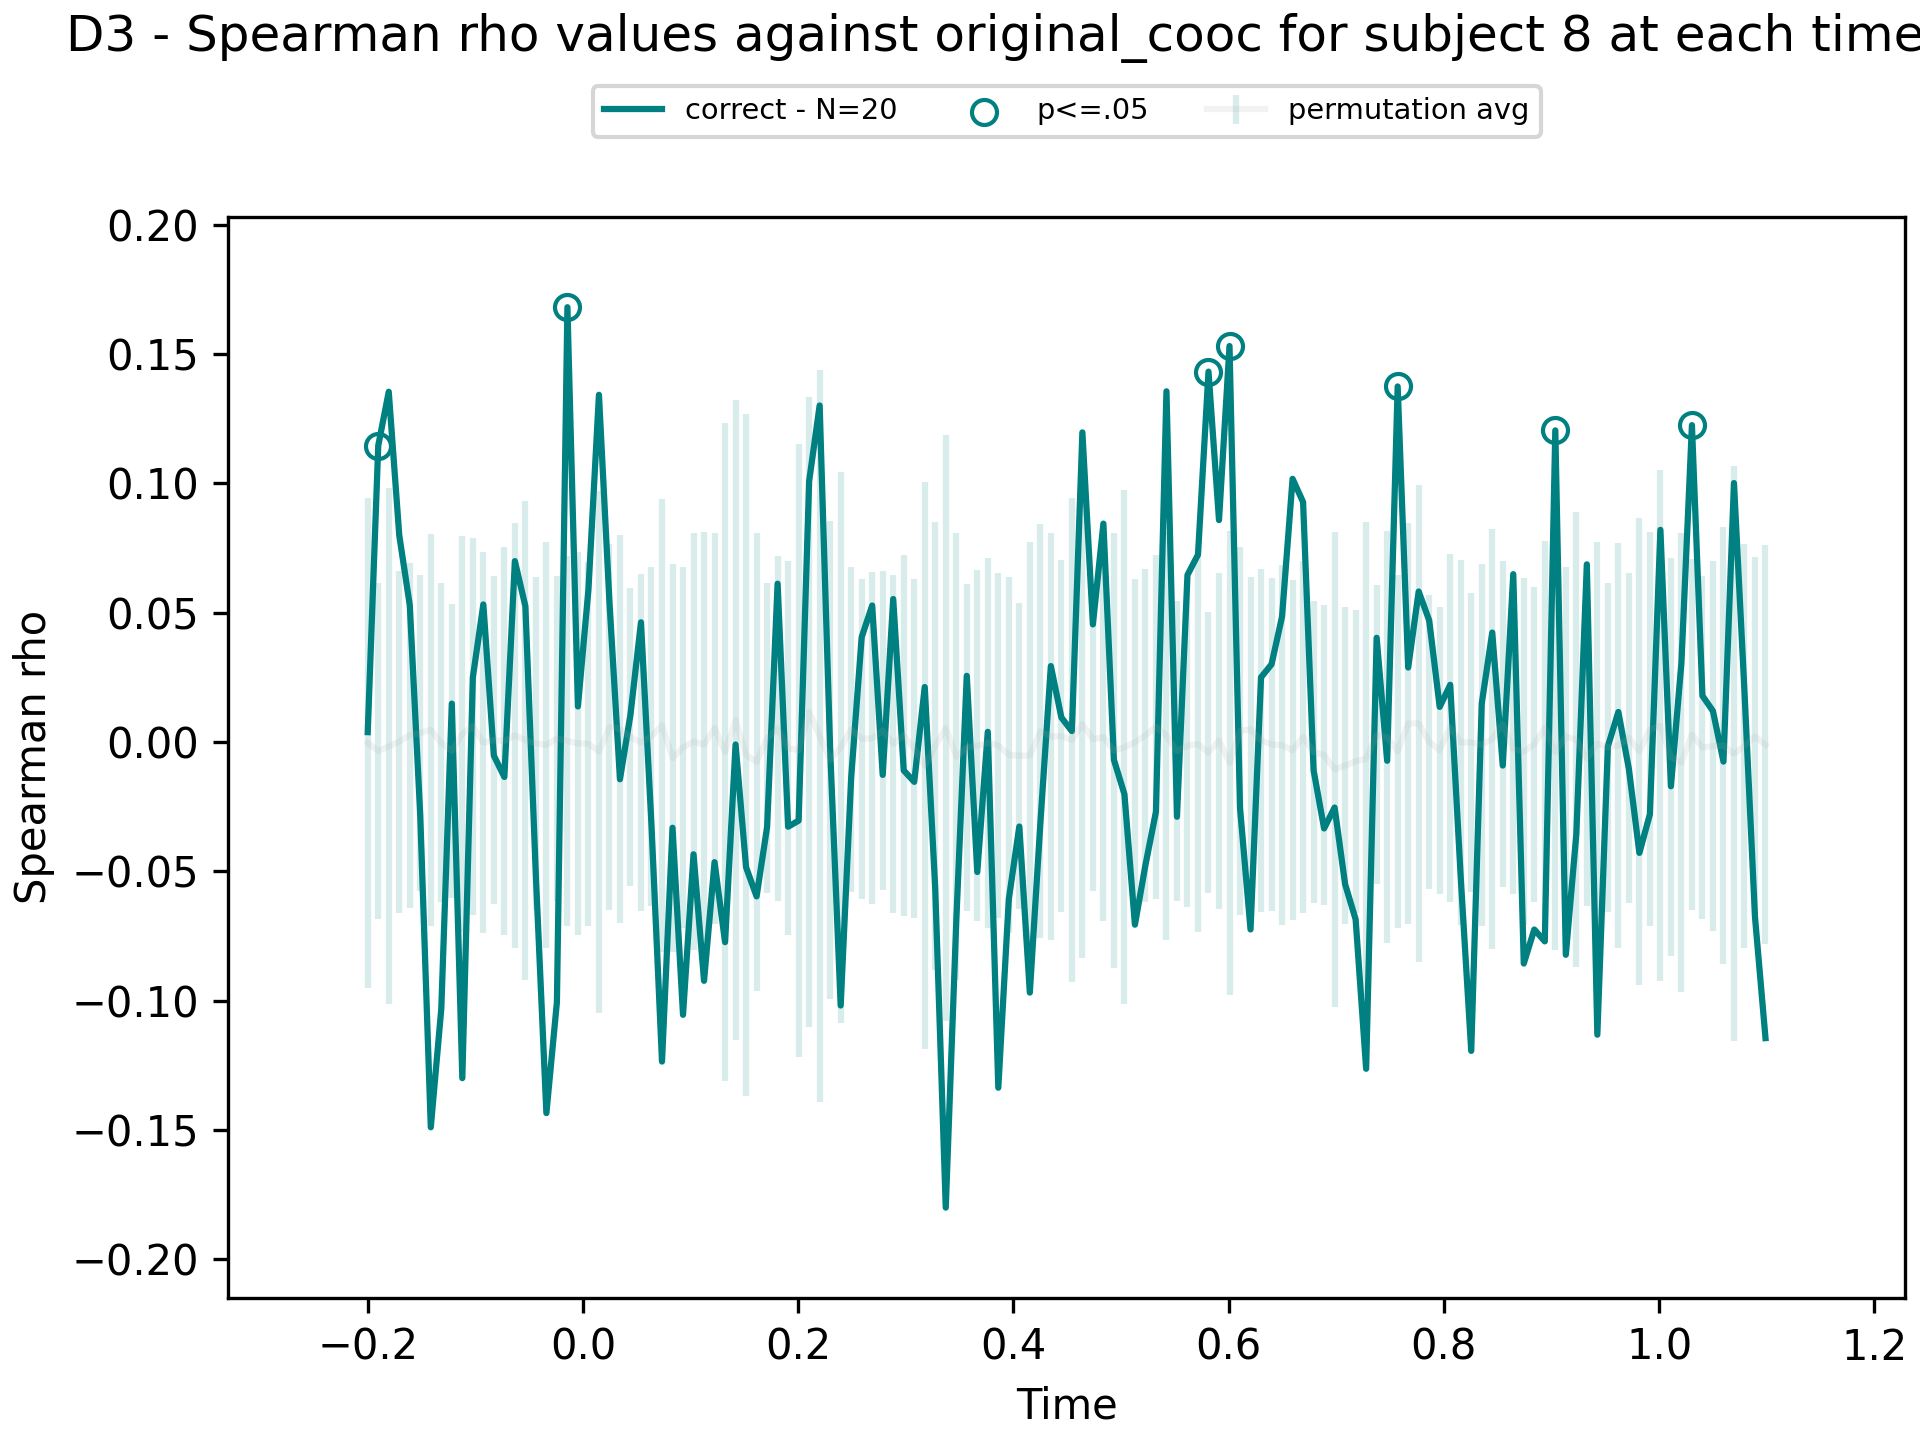 D3 - Spearman rho values against original_cooc for subject 8 at each time
correct - N=20 p<=.05 permutation avg
0.20
0.15
0.10
0.05
0.00
−0.05
−0.10
−0.15
−0.20
Spearman rho
−0.2 0.0 0.2 0.4 0.6 0.8 1.0 1.2
Time